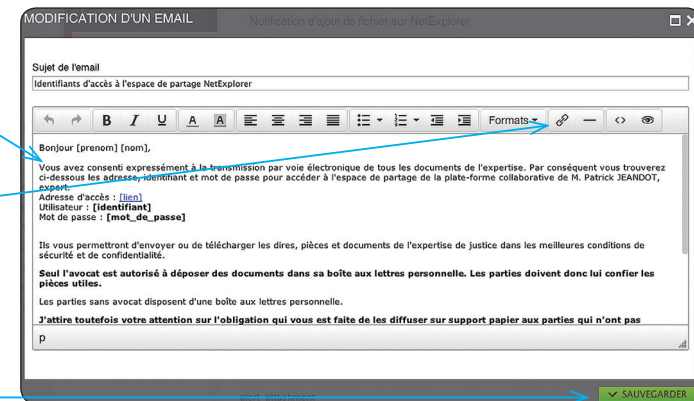 MODIFICATION D'UN EMAIL
Notification d'ajout de fichier sur NetExplorer
Sujet de l'email
Identifiants d'accès à l'espace de partage NetExplorer
B I U A A Formats
Bonjour [prenom] [nom],
Vous avez consenti expressément à la transmission par voie électronique de tous les documents de l'expertise. Par conséquent vous trouverez
ci-dessous les adresse, identifiant et mot de passe pour accéder à l'espace de partage de la plate-forme collaborative de M. Patrick JEANDOT,
expert:
Adresse d'accès : [lien]
Utilisateur : [identifiant]
Mot de passe : [mot_de_passe]
Ils vous permettront d'envoyer ou de télécharger les dires, pièces et documents de l'expertise de justice dans les meilleures conditions de
sécurité et de confidentialité.
Seul l'avocat est autorisé à déposer des documents dans sa boîte aux lettres personnelle. Les parties doivent donc lui confier les
pièces utiles.
Les parties sans avocat disposent d'une boîte aux lettres personnelle.
J'attire toutefois votre attention sur l'obligation qui vous est faite de les diffuser sur support papier aux parties qui n'ont pas
p
SAUVEGARDER